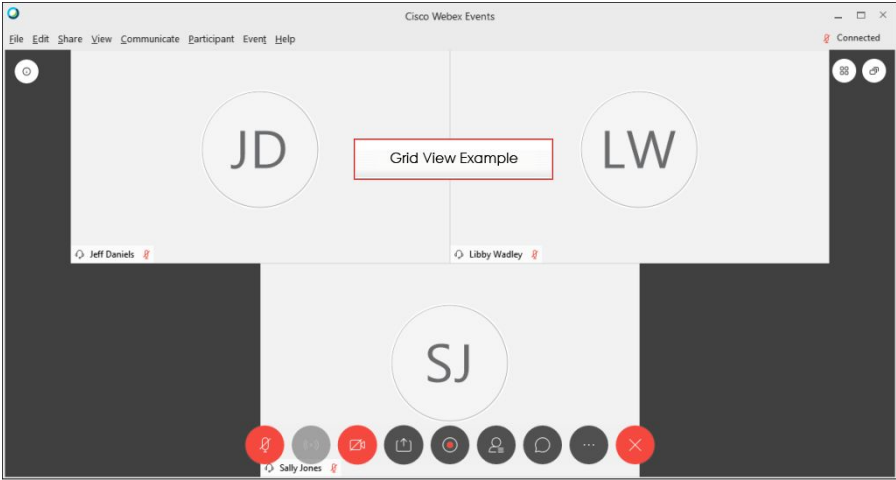 Cisco Webex Events
File Edit Share View Communicate Participant Event Help
Connected
JD
LW
Grid View Example
Jeff Daniels
Libby Wadley
SJ
Sally Jones